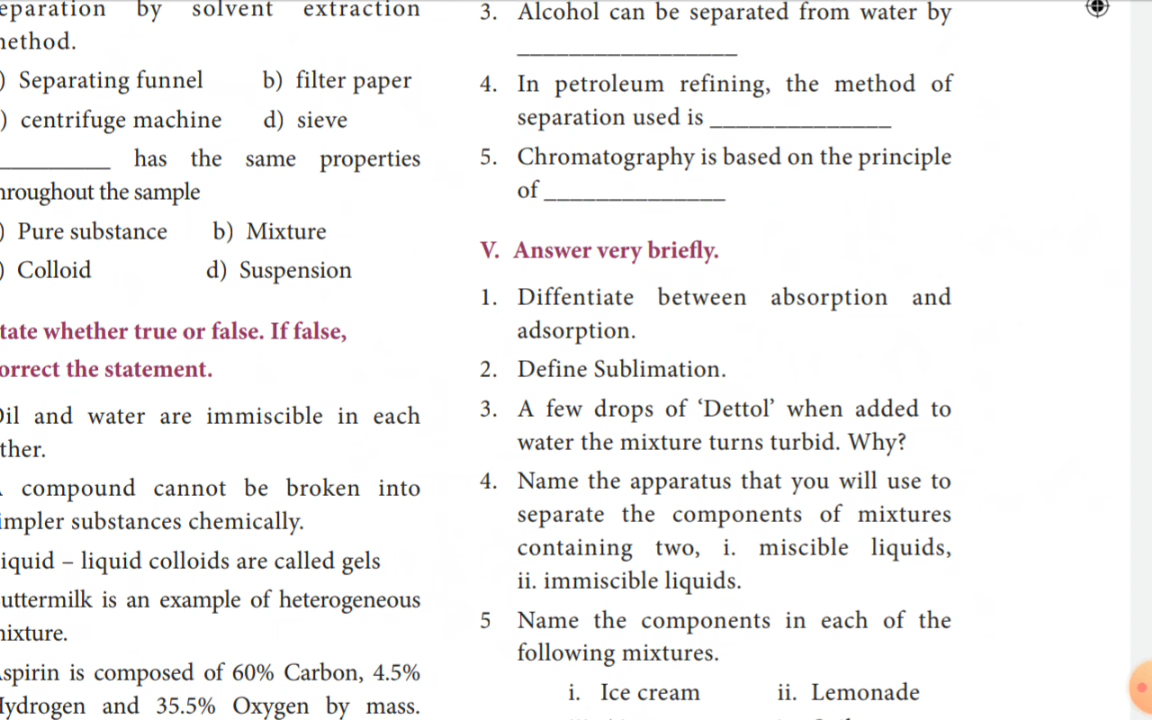 eparation by solvent extraction
ethod.
) Separating funnel b) filter paper
) centrifuge machine d) sieve
__________ has the same properties
hroughout the sample
) Pure substance b) Mixture
) Colloid d) Suspension
tate whether true or false. If false,
orrect the statement.
Oil and water are immiscible in each
ther.
compound cannot be broken into
impler substances chemically.
iquid – liquid colloids are called gels
uttermilk is an example of heterogeneous
ixture.
spirin is composed of 60% Carbon, 4.5%
Hydrogen and 35.5% Oxygen by mass.
3. Alcohol can be separated from water by
_________________
4. In petroleum refining, the method of
separation used is ______________
5. Chromatography is based on the principle
of ______________
V. Answer very briefly.
1. Diffentiate between absorption and
adsorption.
2. Define Sublimation.
3. A few drops of ‘Dettol’ when added to
water the mixture turns turbid. Why?
4. Name the apparatus that you will use to
separate the components of mixtures
containing two, i. miscible liquids,
ii. immiscible liquids.
5 Name the components in each of the
following mixtures.
i. Ice cream ii. Lemonade